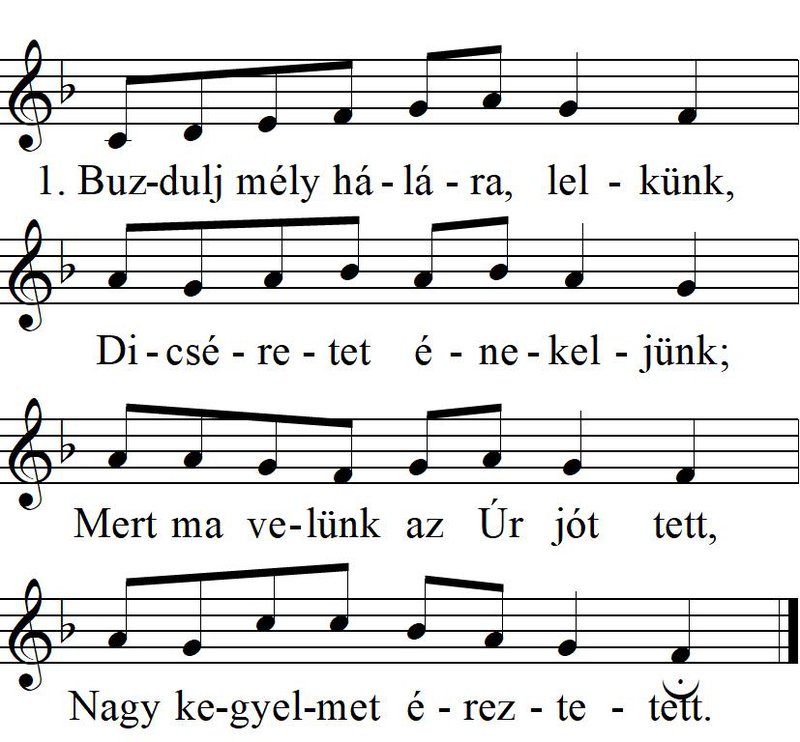 1. Buz-dulj mély há - lá - ra, lel - künk,
Di - csé - re - tet é - ne - kel - jünk;
Mert ma ve - lünk az Úr jót tett,
Nagy ke-gyel-met é - rez - te - tett.